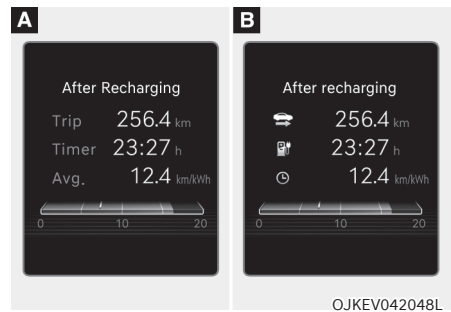 A
After Recharging
Trip 256.4 km
Timer 23:27 h
Avg. 12.4 km/kWh
0 10 20
B
After recharging
256.4 km
23:27 h
12.4 km/kWh
0 10 20
OJKEV042048L